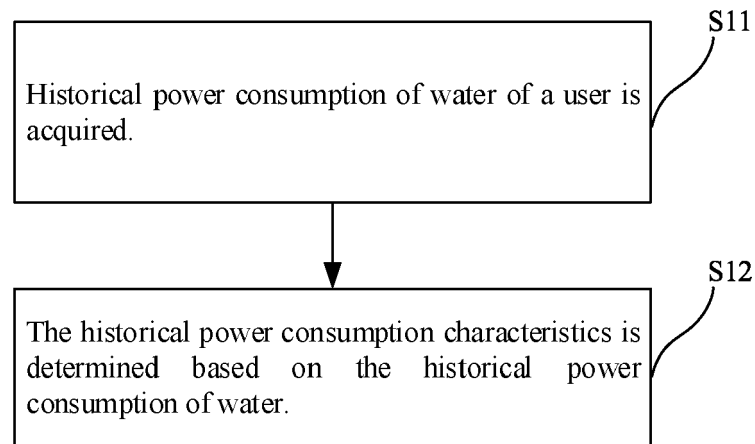 S11
Historical power consumption of water of a user is
acquired.
S12
The historical power consumption characteristics is
determined based on the historical power
consumption of water.